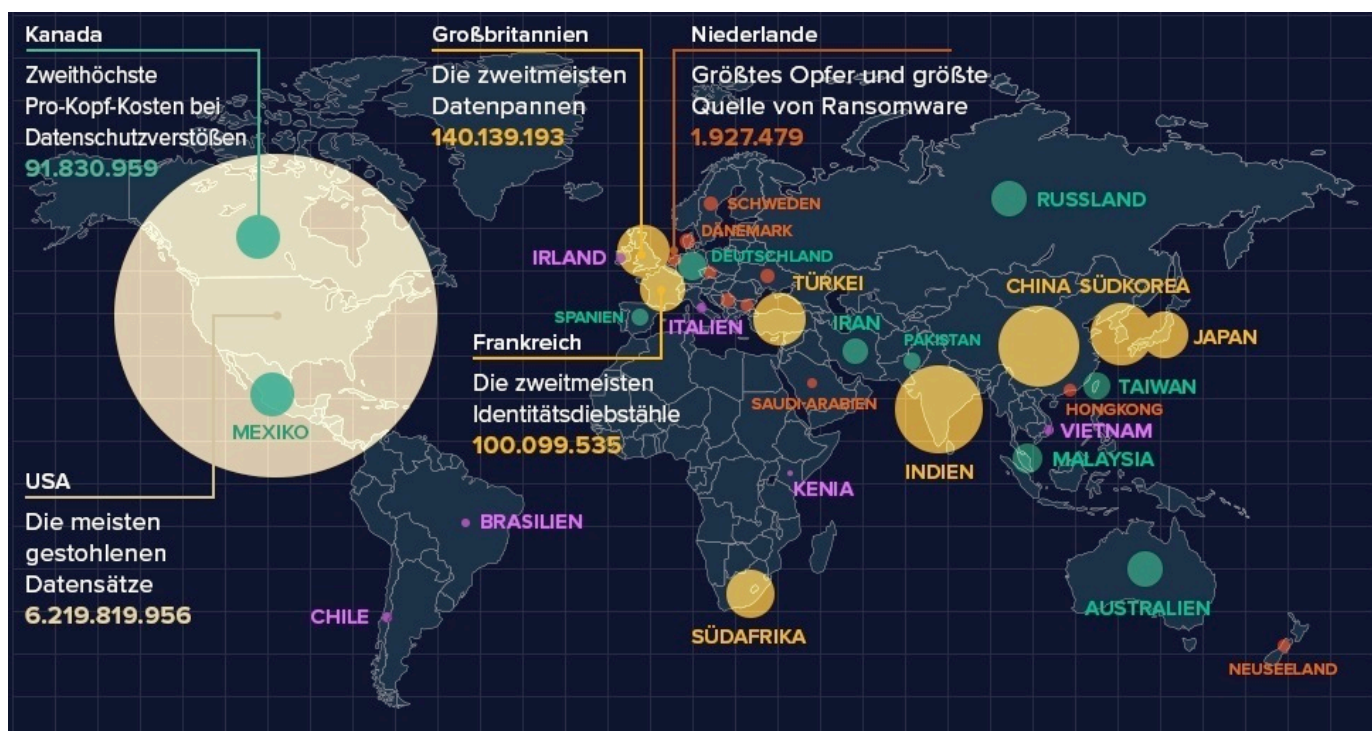 Kanada
Zweithöchste
Pro-Kopf-Kosten bei
Datenschutzverstößen
91.830.959
Großbritannien
Die zweitmeisten
Datenpannen
140.139.193
Niederlande
Größtes Opfer und größte
Quelle von Ransomware
1.927.479
SCHWEDEN
RUSSLAND
DÄNEMARK
IRLAND
DEUTSCHLAND
TÜRKEI
CHINA
SÜDKOREA
SPANIEN
ITALIEN
IRAN
PAKISTAN
JAPAN
Frankreich
Die zweitmeisten
Identitätsdiebstähle
100.099.535
SAUDI-ARABIEN
TAIWAN
HONGKONG
VIETNAM
MALAYSIA
MEXIKO
INDIEN
KENIA
USA
Die meisten
gestohlenen
Datensätze
6.219.819.956
BRASILIEN
CHILE
SÜDAFRIKA
AUSTRALIEN
NEUSEELAND